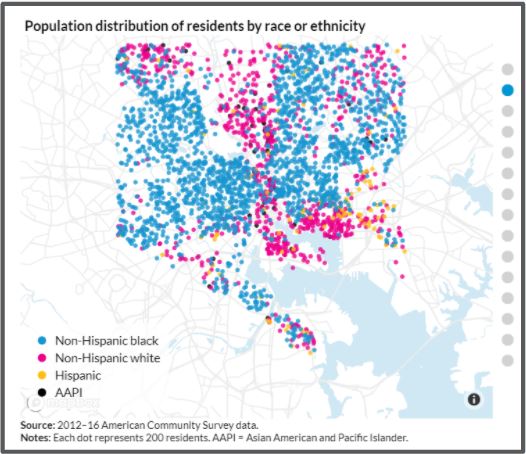 Population distribution of residents by race or ethnicity
Non-Hispanic black
Non-Hispanic white
Hispanic
AAPI
mapbox
i
Source: 2012–16 American Community Survey data.
Notes: Each dot represents 200 residents. AAPI = Asian American and Pacific Islander.